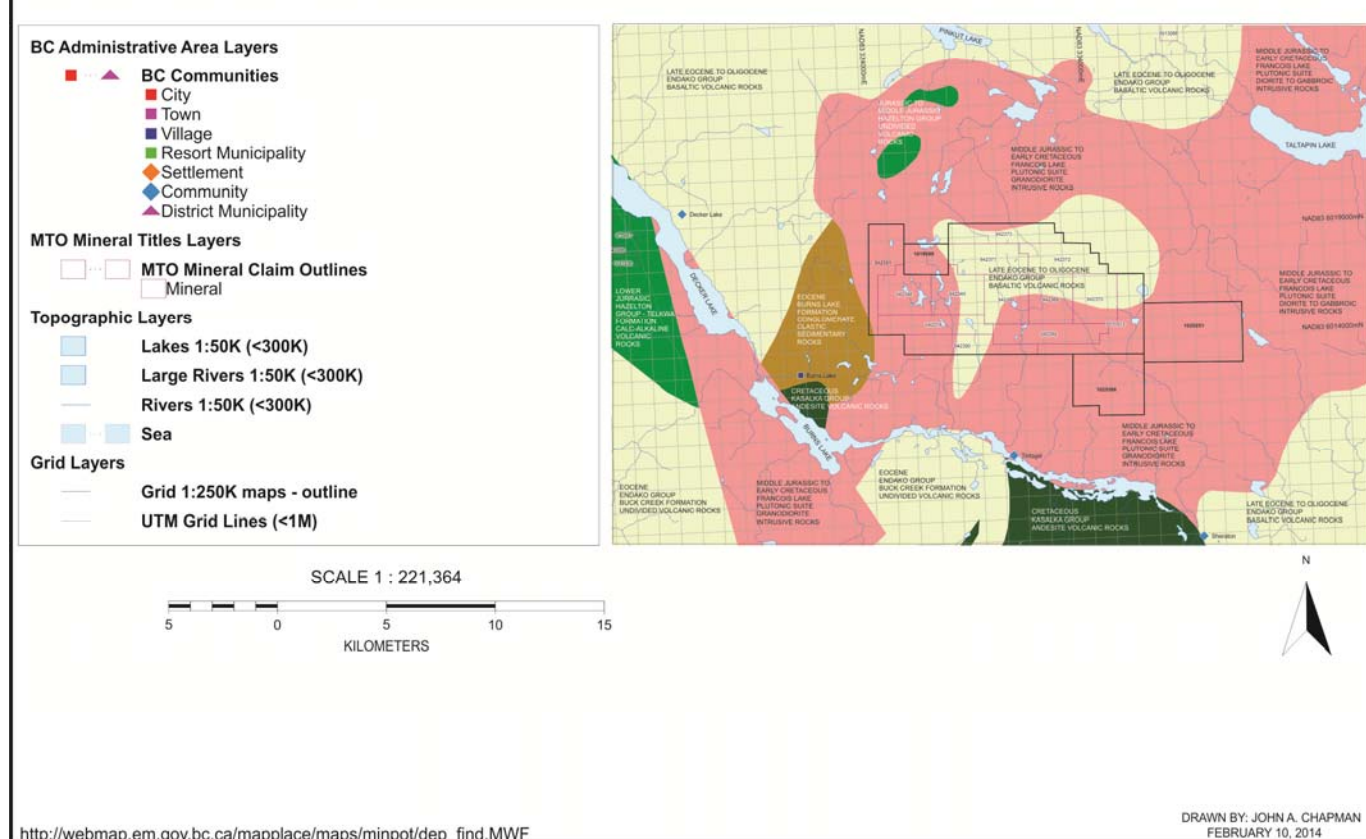 BC Administrative Area Layers
BC Communities
City
Town
Village
Resort Municipality
Settlement
Community
District Municipality
MTO Mineral Titles Layers
MTO Mineral Claim Outlines
Mineral
Topographic Layers
Lakes 1:50K (<300K)
Large Rivers 1:50K (<300K)
Rivers 1:50K (<300K)
Sea
Grid Layers
Grid 1:250K maps - outline
UTM Grid Lines (<1M)
PINKUT LAKE
LATE EOCENE TO OLIGOCENE
ENDAKO GROUP
BASALTIC VOLCANIC ROCKS
LATE EOCENE TO OLIGOCENE
ENDAKO GROUP
BASALTIC VOLCANIC ROCKS
MIDDLE JURASSIC TO
EARLY CRETACEOUS
FRANCOIS LAKE
PLUTONIC SUITE
DIORITE TO GABBROIC
INTRUSIVE ROCKS
JURASSIC TO
MIDDLE JURASSIC
HAZELTON GROUP
UNDIVIDED
VOLCANIC
ROCKS
TALTAPIN LAKE
MIDDLE JURASSIC TO
EARLY CRETACEOUS
FRANCOIS LAKE
PLUTONIC SUITE
GRANODIORITE
INTRUSIVE ROCKS
Decker Lake
DECKER LAKE
LATE EOCENE TO OLIGOCENE
ENDAKO GROUP
BASALTIC VOLCANIC ROCKS
MIDDLE JURASSIC TO
EARLY CRETACEOUS
FRANCOIS LAKE
PLUTONIC SUITE
DIORITE TO GABBROIC
INTRUSIVE ROCKS
LOWER
JURASSIC
HAZELTON
GROUP - TELKWA
FORMATION
CALC-ALKALINE
VOLCANIC
ROCKS
EOCENE
BURNS LAKE
FORMATION
CONGLOMERATE
CLASTIC
SEDIMENTARY
ROCKS
Burns Lake
CRETACEOUS
KASALKA GROUP
ANDESITE VOLCANIC ROCKS
BURNS LAKE
MIDDLE JURASSIC TO
EARLY CRETACEOUS
FRANCOIS LAKE
PLUTONIC SUITE
GRANODIORITE
INTRUSIVE ROCKS
EOCENE
ENDAKO GROUP
BUCK CREEK FORMATION
UNDIVIDED VOLCANIC ROCKS
MIDDLE JURASSIC TO
EARLY CRETACEOUS
FRANCOIS LAKE
PLUTONIC SUITE
GRANODIORITE
INTRUSIVE ROCKS
EOCENE
ENDAKO GROUP
BUCK CREEK FORMATION
UNDIVIDED VOLCANIC ROCKS
CRETACEOUS
KASALKA GROUP
ANDESITE VOLCANIC ROCKS
LATE EOCENE TO OLIGOCENE
ENDAKO GROUP
BASALTIC VOLCANIC ROCKS
Sheraton
SCALE 1 : 221,364
5 0 5 10 15
KILOMETERS
N
http://webmap.em.gov.bc.ca/mapplace/maps/minpot/dep_find.MWF
DRAWN BY: JOHN A. CHAPMAN
FEBRUARY 10, 2014